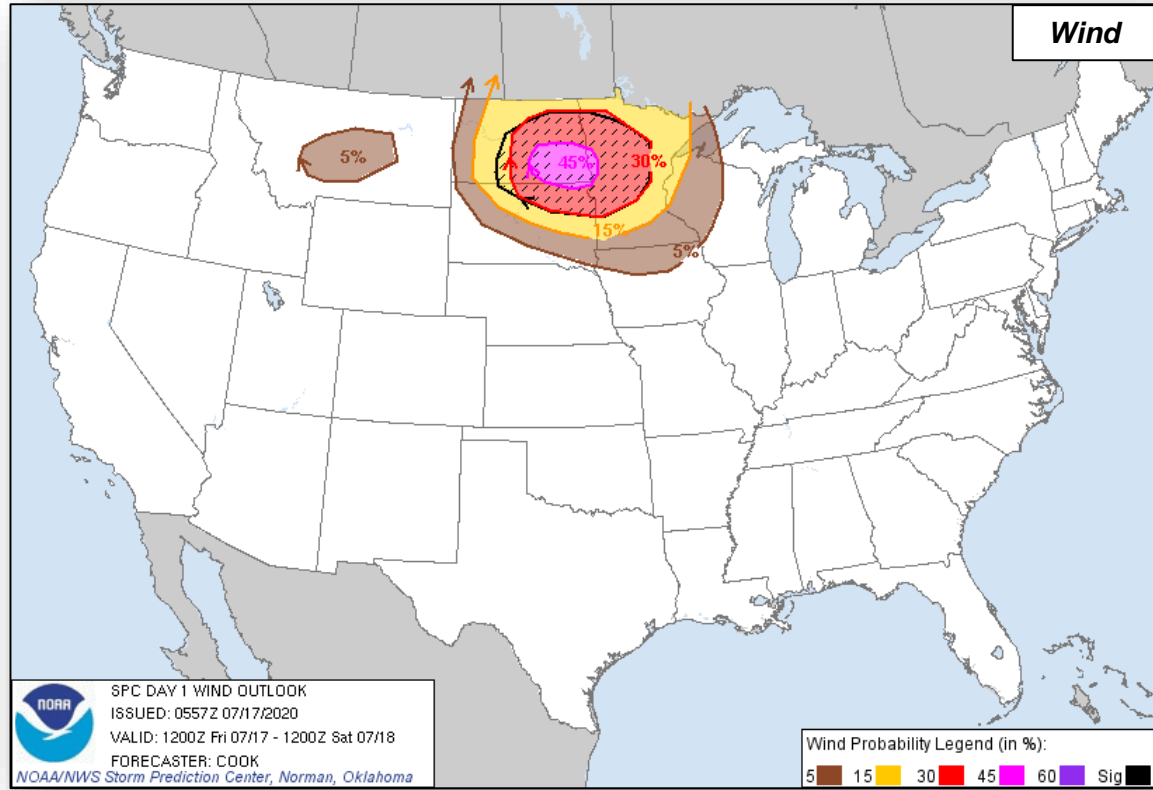 Wind
5%
45%
30%
15%
5%
NOAA
SPC DAY 1 WIND OUTLOOK
ISSUED: 0557Z 07/17/2020
VALID: 1200Z Fri 07/17 - 1200Z Sat 07/18
FORECASTER: COOK
NOAA/NWS Storm Prediction Center, Norman, Oklahoma
Wind Probability Legend (in %):
5 15 30 45 60 Sig